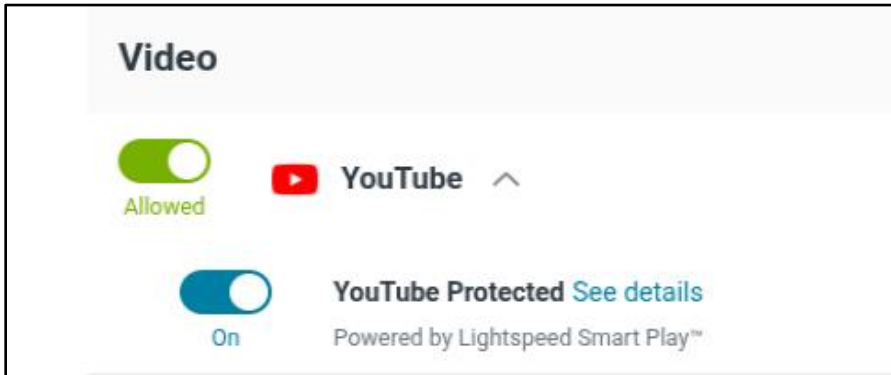 Video
YouTube
Allowed
YouTube Protected See details
On
Powered by Lightspeed Smart Play™